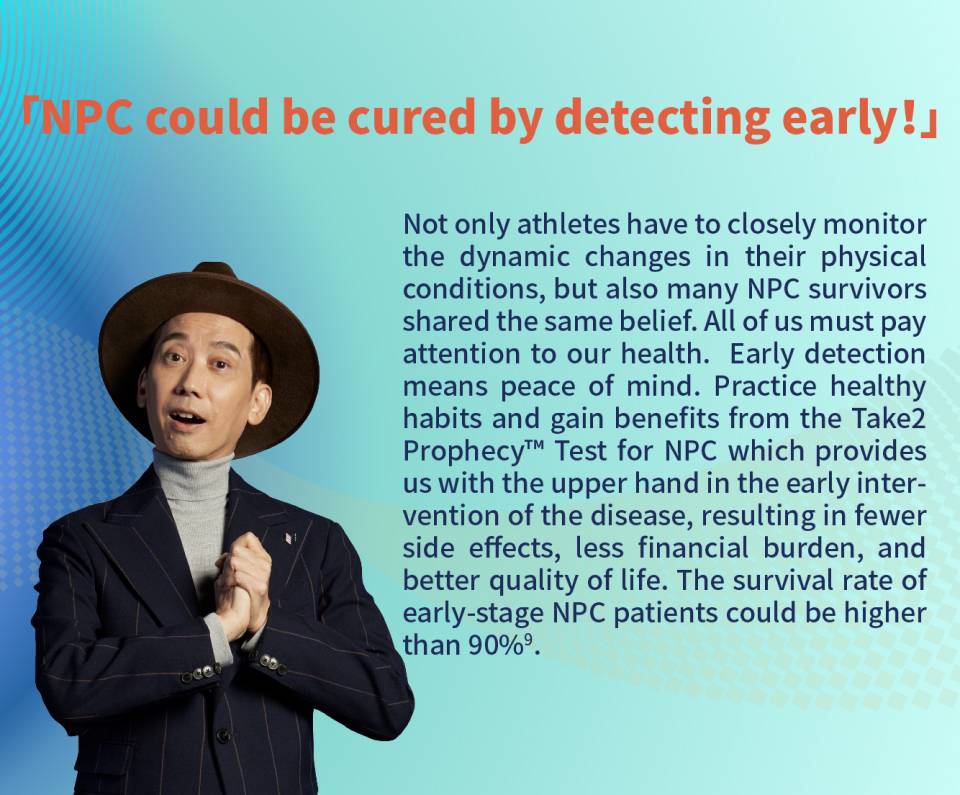 「NPC could be cured by detecting early!」
Not only athletes have to closely monitor
the dynamic changes in their physical
conditions, but also many NPC survivors
shared the same belief. All of us must pay
attention to our health.  Early detection
means peace of mind. Practice healthy
habits and gain benefits from the Take2
Prophecy™ Test for NPC which provides
us with the upper hand in the early inter-
vention of the disease, resulting in fewer
side effects, less financial burden, and
better quality of life. The survival rate of
early-stage NPC patients could be higher
than 90%⁹.